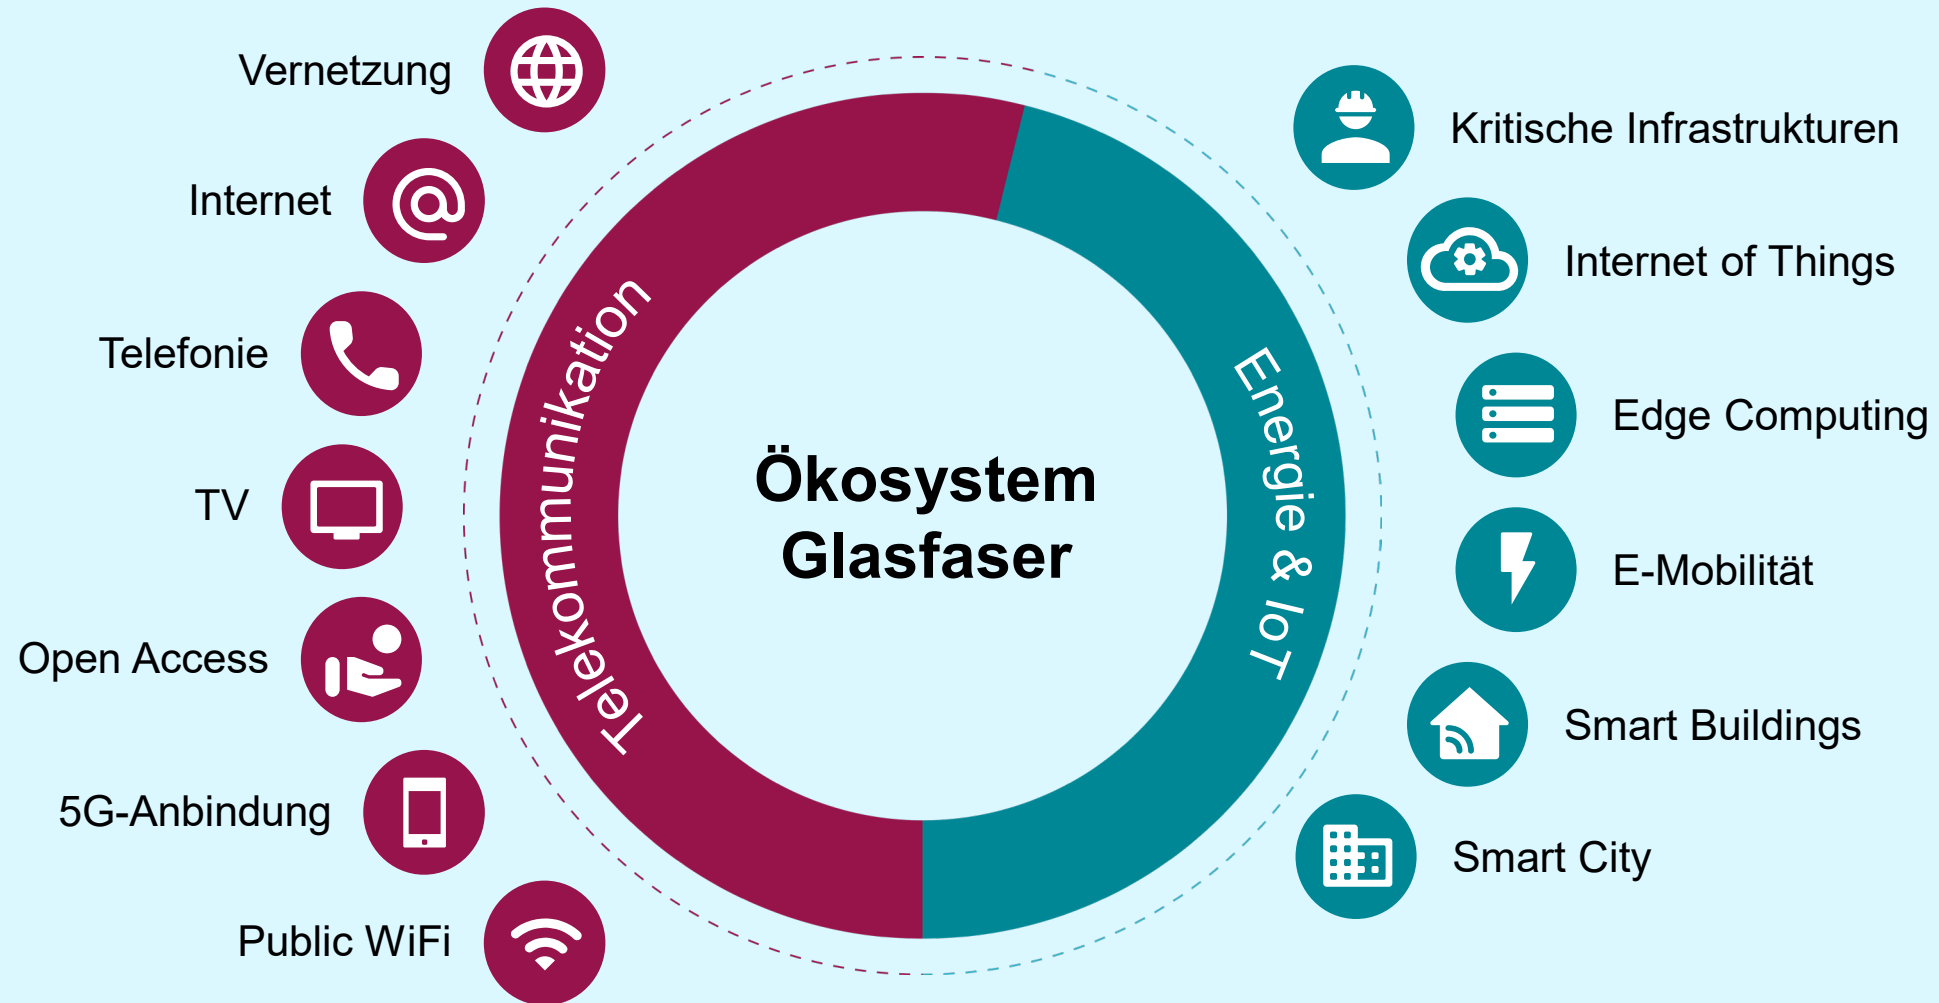 Vernetzung
Internet
Telefonie
TV
Open Access
5G-Anbindung
Public WiFi
Telekommunikation
Ökosystem
Glasfaser
Energie & IoT
Kritische Infrastrukturen
Internet of Things
Edge Computing
E-Mobilität
Smart Buildings
Smart City